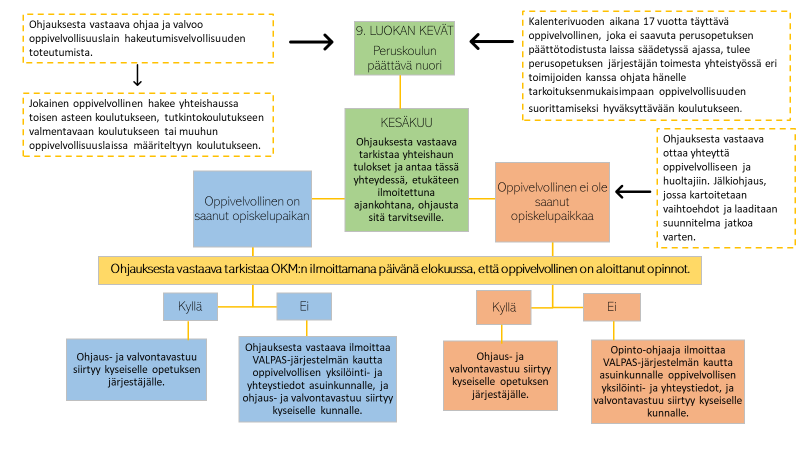 Ohjauksesta vastaava ohjaa ja valvoo
oppivelvollisuuslain hakeutumisvelvollisuuden
toteutumista.
Jokainen oppivelvollinen hakee yhteishaussa
toisen asteen koulutukseen, tutkintokoulutukseen
valmentavaan koulutukseen tai muuhun
oppivelvollisuuslaissa määriteltyyn koulutukseen.
9. LUOKAN KEVÄT
Peruskoulun
päättävä nuori
Kalenterivuoden aikana 17 vuotta täyttävä
oppivelvollinen, joka ei saavuta perusopetuksen
päättötodistusta laissa säädetyssä ajassa, tulee
perusopetuksen järjestäjän toimesta yhteistyössä eri
toimijoiden kanssa ohjata hänelle
tarkoituksenmukaisimpaan oppivelvollisuuden
suorittamiseksi hyväksyttävään koulutukseen.
KESÄKUU
Ohjauksesta vastaava
tarkistaa yhteishaun
tulokset ja antaa tässä
yhteydessä, etukäteen
ilmoitettuna
ajankohtana, ohjausta
sitä tarvitseville.
Ohjauksesta vastaava
ottaa yhteyttä
oppivelvolliseen ja
huoltajiin. Jälkiohjaus,
jossa kartoitetaan
vaihtoehdot ja laaditaan
suunnitelma jatkoa
varten.
Oppivelvollinen on
saanut opiskelupaikan
Oppivelvollinen ei ole
saanut
opiskelupaikkaa
Ohjauksesta vastaava tarkistaa OKM:n ilmoittamana päivänä elokuussa, että oppivelvollinen on aloittanut opinnot.
Kyllä
Ei
Kyllä
Ei
Ohjaus- ja valvontavastuu
siirtyy kyseiselle opetuksen
järjestäjälle.
Ohjauksesta vastaava ilmoittaa
VALPAS-järjestelmän kautta
oppivelvollisen yksilöinti- ja
yhteystiedot asuinkunnalle, ja
ohjaus- ja valvontavastuu siirtyy
kyseiselle kunnalle.
Ohjaus- ja
valvontavastuu siirtyy
kyseiselle opetuksen
järjestäjälle.
Opinto-ohjaaja ilmoittaa
VALPAS-järjestelmän kautta
asuinkunnalle oppivelvollisen
yksilöinti- ja yhteystiedot, ja
valvontavastuu siirtyy kyseiselle
kunnalle.